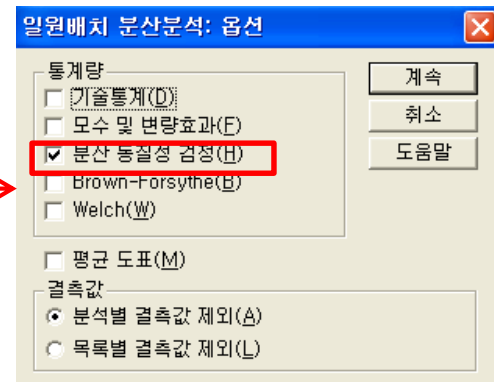 일원배치 분산분석: 옵션
통계량
기술통계(D)
모수 및 변량효과(F)
분산 동질성 검정(H)
Brown-Forsythe(B)
Welch(W)
평균 도표(M)
결측값
분석별 결측값 제외(A)
목록별 결측값 제외(L)
계속
취소
도움말